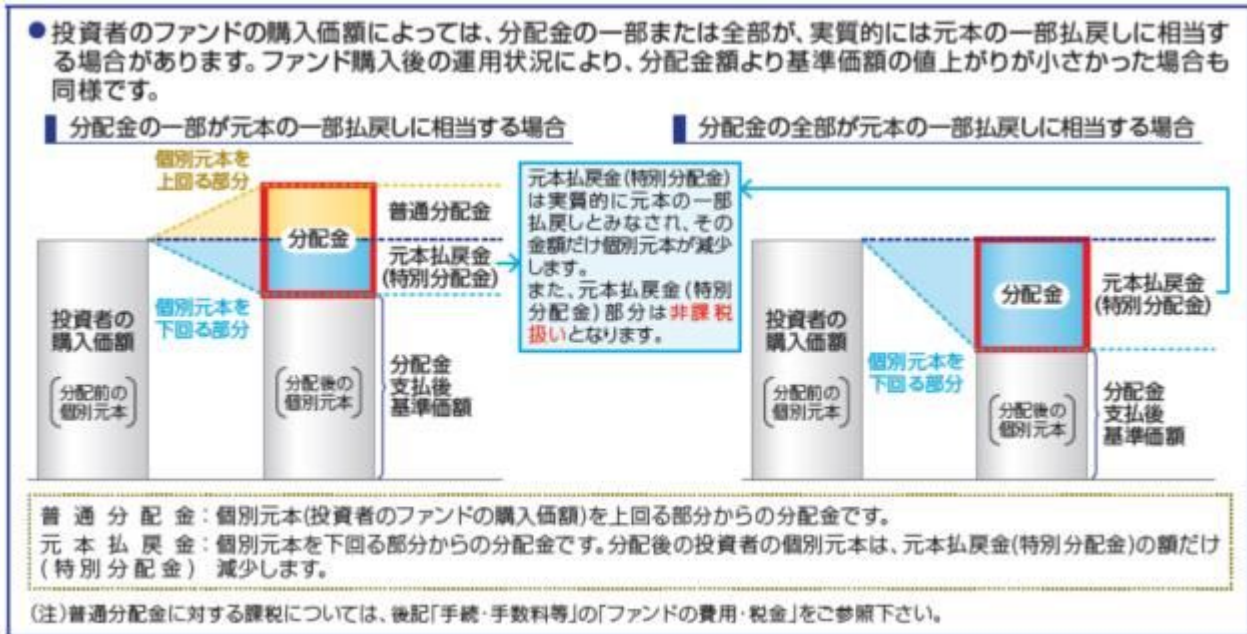 ●投資者のファンドの購入価額によっては、分配金の一部または全部が、実質的には元本の一部払戻しに相当す
る場合があります。ファンド購入後の運用状況により、分配金額より基準価額の値上がりが小さかった場合も
同様です。
分配金の一部が元本の一部払戻しに相当する場合
個別元本を
上回る部分
普通分配金
分配金
元本払戻金
(特別分配金)
個別元本を
下回る部分
投資者の
購入価額
(分配前の
個別元本)
(分配後の
個別元本)
分配金
支払後
基準価額
元本払戻金(特別分配金)
は実質的に元本の一部
払戻しとみなされ、その
金額だけ個別元本が減少
します。
また、元本払戻金(特別
分配金)部分は非課税
扱いとなります。
分配金の全部が元本の一部払戻しに相当する場合
分配金
元本払戻金
(特別分配金)
投資者の
購入価額
個別元本を
下回る部分
(分配前の
個別元本)
(分配後の
個別元本)
分配金
支払後
基準価額
普通分配金:個別元本(投資者のファンドの購入価額)を上回る部分からの分配金です。
元本払戻金:個別元本を下回る部分からの分配金です。分配後の投資者の個別元本は、元本払戻金(特別分配金)の額だけ
(特別分配金) 減少します。
(注)普通分配金に対する課税については、後記「手続・手数料等」の「ファンドの費用・税金」をご参照下さい。